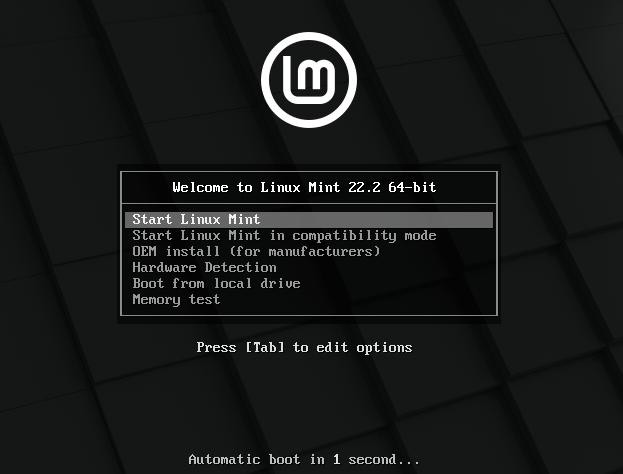 lm
Welcome to Linux Mint 22.2 64-bit
Start Linux Mint
Start Linux Mint in compatibility mode
OEM install (for manufacturers)
Hardware Detection
Boot from local drive
Memory test
Press [Tab] to edit options
Automatic boot in 1 second...